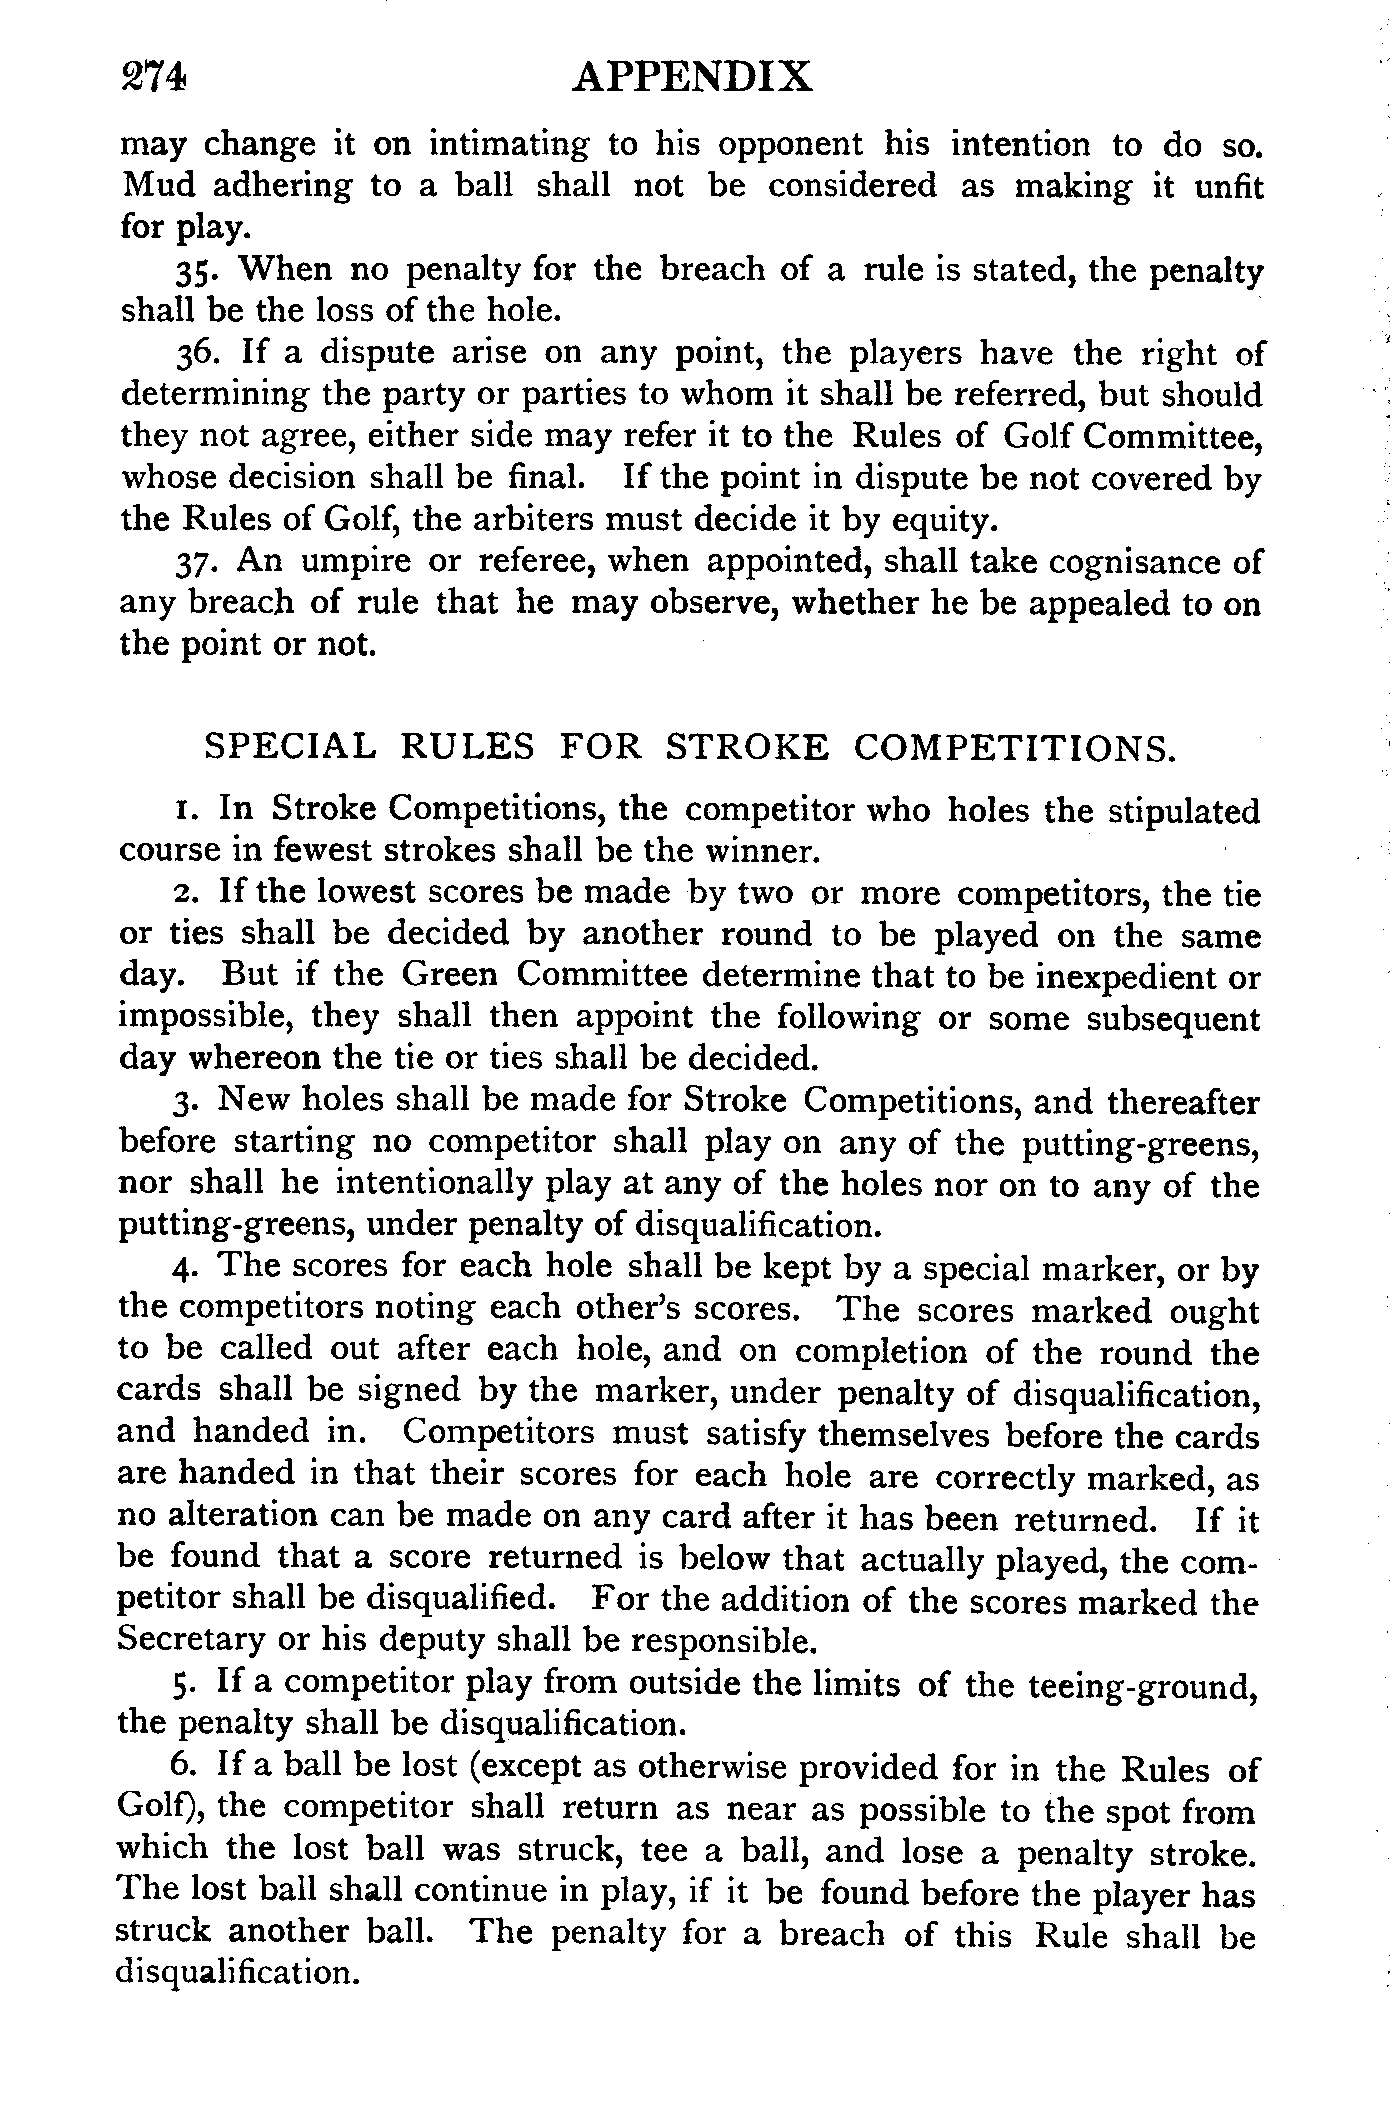 274 APPENDIX
may change it on intimating to his opponent his intention to do so.
Mud adhering to a ball shall not be considered as making it unfit
for play.
35. When no penalty for the breach of a rule is stated, the penalty
shall be the loss of the hole.
36. If a dispute arise on any point, the players have the right of
determining the party or parties to whom it shall be referred, but should
they not agree, either side may refer it to the Rules of Golf Committee,
whose decision shall be final. If the point in dispute be not covered by
the Rules of Golf, the arbiters must decide it by equity.
37. An umpire or referee, when appointed, shall take cognisance of
any breach of rule that he may observe, whether he be appealed to on
the point or not.
SPECIAL RULES FOR STROKE COMPETITIONS.
1. In Stroke Competitions, the competitor who holes the stipulated
course in fewest strokes shall be the winner.
2. If the lowest scores be made by two or more competitors, the tie
or ties shall be decided by another round to be played on the same
day. But if the Green Committee determine that to be inexpedient or
impossible, they shall then appoint the following or some subsequent
day whereon the tie or ties shall be decided.
3. New holes shall be made for Stroke Competitions, and thereafter
before starting no competitor shall play on any of the putting-greens,
nor shall he intentionally play at any of the holes nor on to any of the
putting-greens, under penalty of disqualification.
4. The scores for each hole shall be kept by a special marker, or by
the competitors noting each other's scores. The scores marked ought
to be called out after each hole, and on completion of the round the
cards shall be signed by the marker, under penalty of disqualification,
and handed in. Competitors must satisfy themselves before the cards
are handed in that their scores for each hole are correctly marked, as
no alteration can be made on any card after it has been returned. If it
be found that a score returned is below that actually played, the com-
petitor shall be disqualified. For the addition of the scores marked the
Secretary or his deputy shall be responsible.
5. If a competitor play from outside the limits of the teeing-ground,
the penalty shall be disqualification.
6. If a ball be lost (except as otherwise provided for in the Rules of
Golf), the competitor shall return as near as possible to the spot from
which the lost ball was struck, tee a ball, and lose a penalty stroke.
The lost ball shall continue in play, if it be found before the player has
struck another ball. The penalty for a breach of this Rule shall be
disqualification.